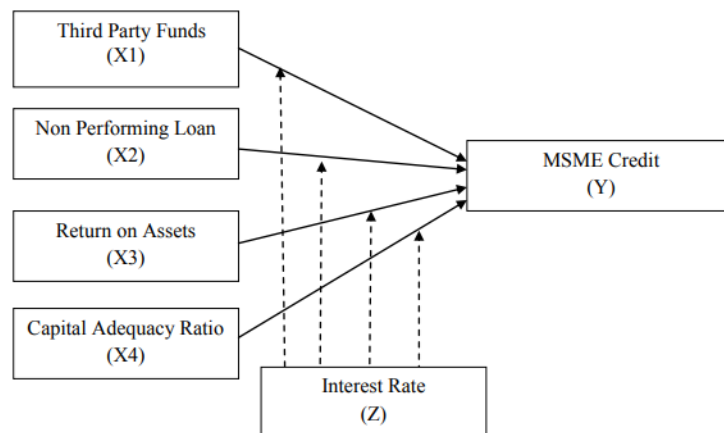 Third Party Funds
(X1)
Non Performing Loan
(X2)
MSME Credit
(Y)
Return on Assets
(X3)
Capital Adequacy Ratio
(X4)
Interest Rate
(Z)